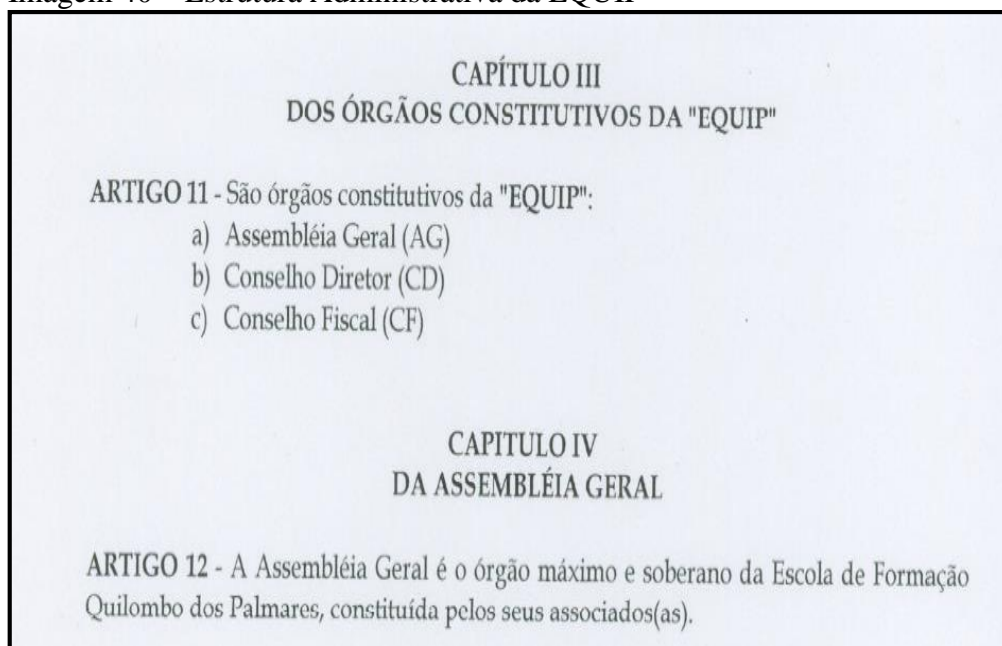 CAPÍTULO III
DOS ÓRGÃOS CONSTITUTIVOS DA "EQUIP"
ARTIGO 11 - São órgãos constitutivos da "EQUIP":
a) Assembléia Geral (AG)
b) Conselho Diretor (CD)
c) Conselho Fiscal (CF)
CAPITULO IV
DA ASSEMBLÉIA GERAL
ARTIGO 12 - A Assembléia Geral é o órgão máximo e soberano da Escola de Formação
Quilombo dos Palmares, constituída pelos seus associados(as).